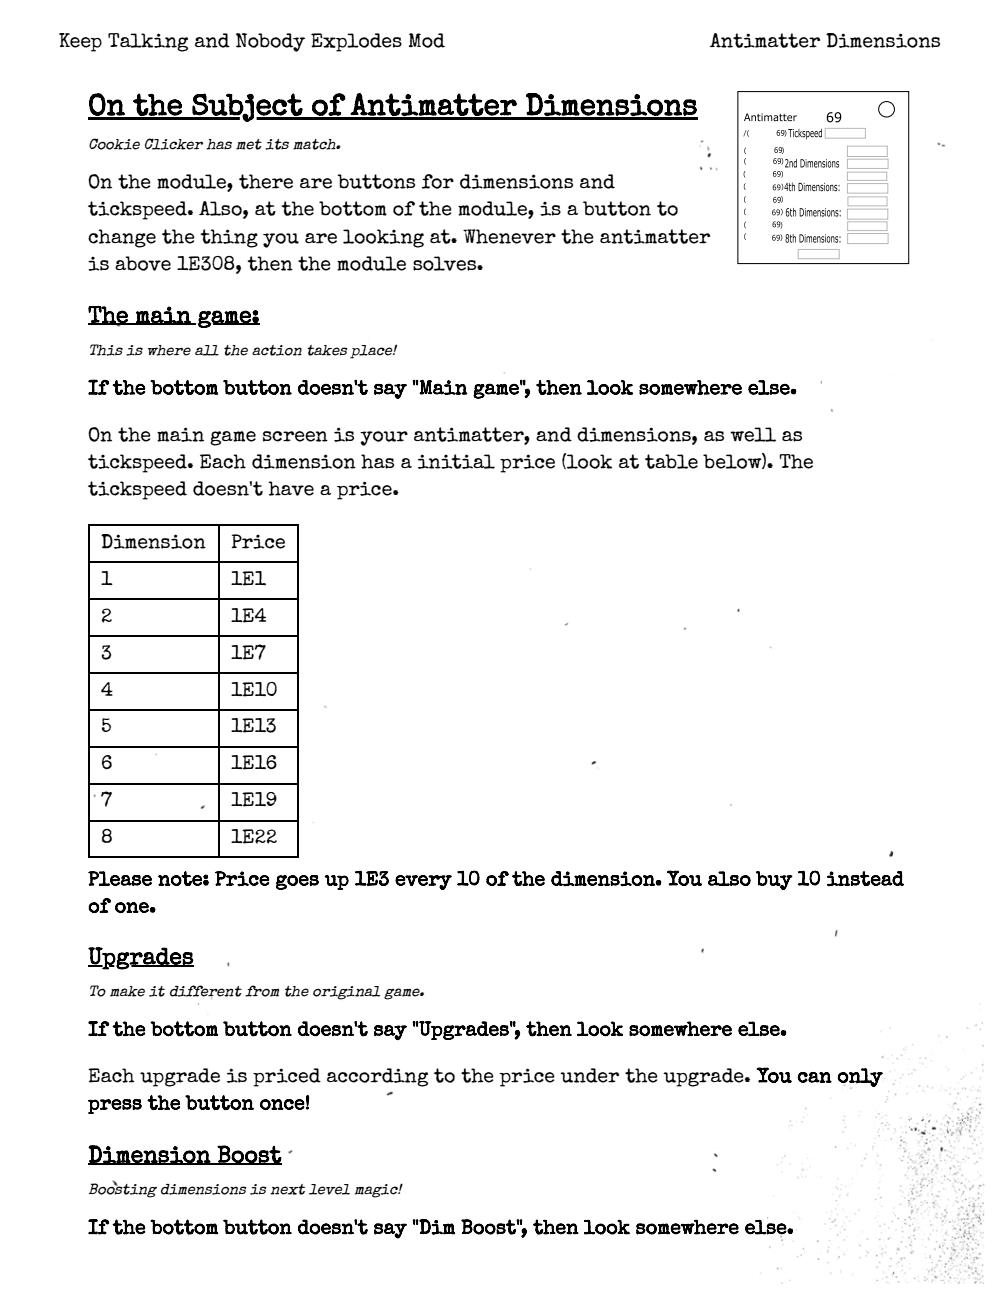 Keep Talking and Nobody Explodes Mod
Antimatter Dimensions
On the Subject of Antimatter Dimensions
Cookie Clicker has met its match.
On the module, there are buttons for dimensions and
tickspeed. Also, at the bottom of the module, is a button to
change the thing you are looking at. Whenever the antimatter
is above 1E308, then the module solves.
Antimatter 69
/( 69) Tickspeed
( 69)
( 69) 2nd Dimensions
( 69)
( 69) 4th Dimensions:
( 69)
( 69) 6th Dimensions:
( 69)
( 69) 8th Dimensions:
The main game:
This is where all the action takes place!
If the bottom button doesn't say "Main game", then look somewhere else.
On the main game screen is your antimatter, and dimensions, as well as
tickspeed. Each dimension has a initial price (look at table below). The
tickspeed doesn't have a price.
Dimension Price
1 1E1
2 1E4
3 1E7
4 1E10
5 1E13
6 1E16
7 1E19
8 1E22
Please note: Price goes up 1E3 every 10 of the dimension. You also buy 10 instead
of one.
Upgrades
To make it different from the original game.
If the bottom button doesn't say "Upgrades", then look somewhere else.
Each upgrade is priced according to the price under the upgrade. You can only
press the button once!
Dimension Boost
Boosting dimensions is next level magic!
If the bottom button doesn't say "Dim Boost", then look somewhere else.